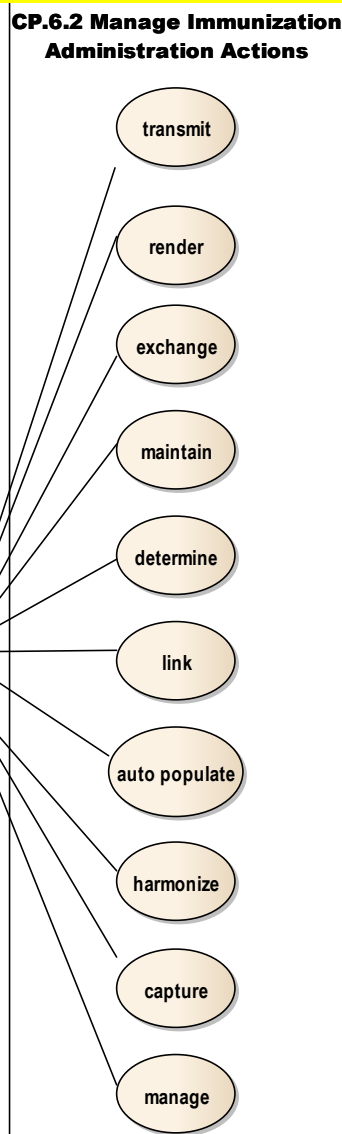 CP.6.2 Manage Immunization
Administration Actions
transmit
render
exchange
maintain
determine
link
auto populate
harmonize
capture
manage